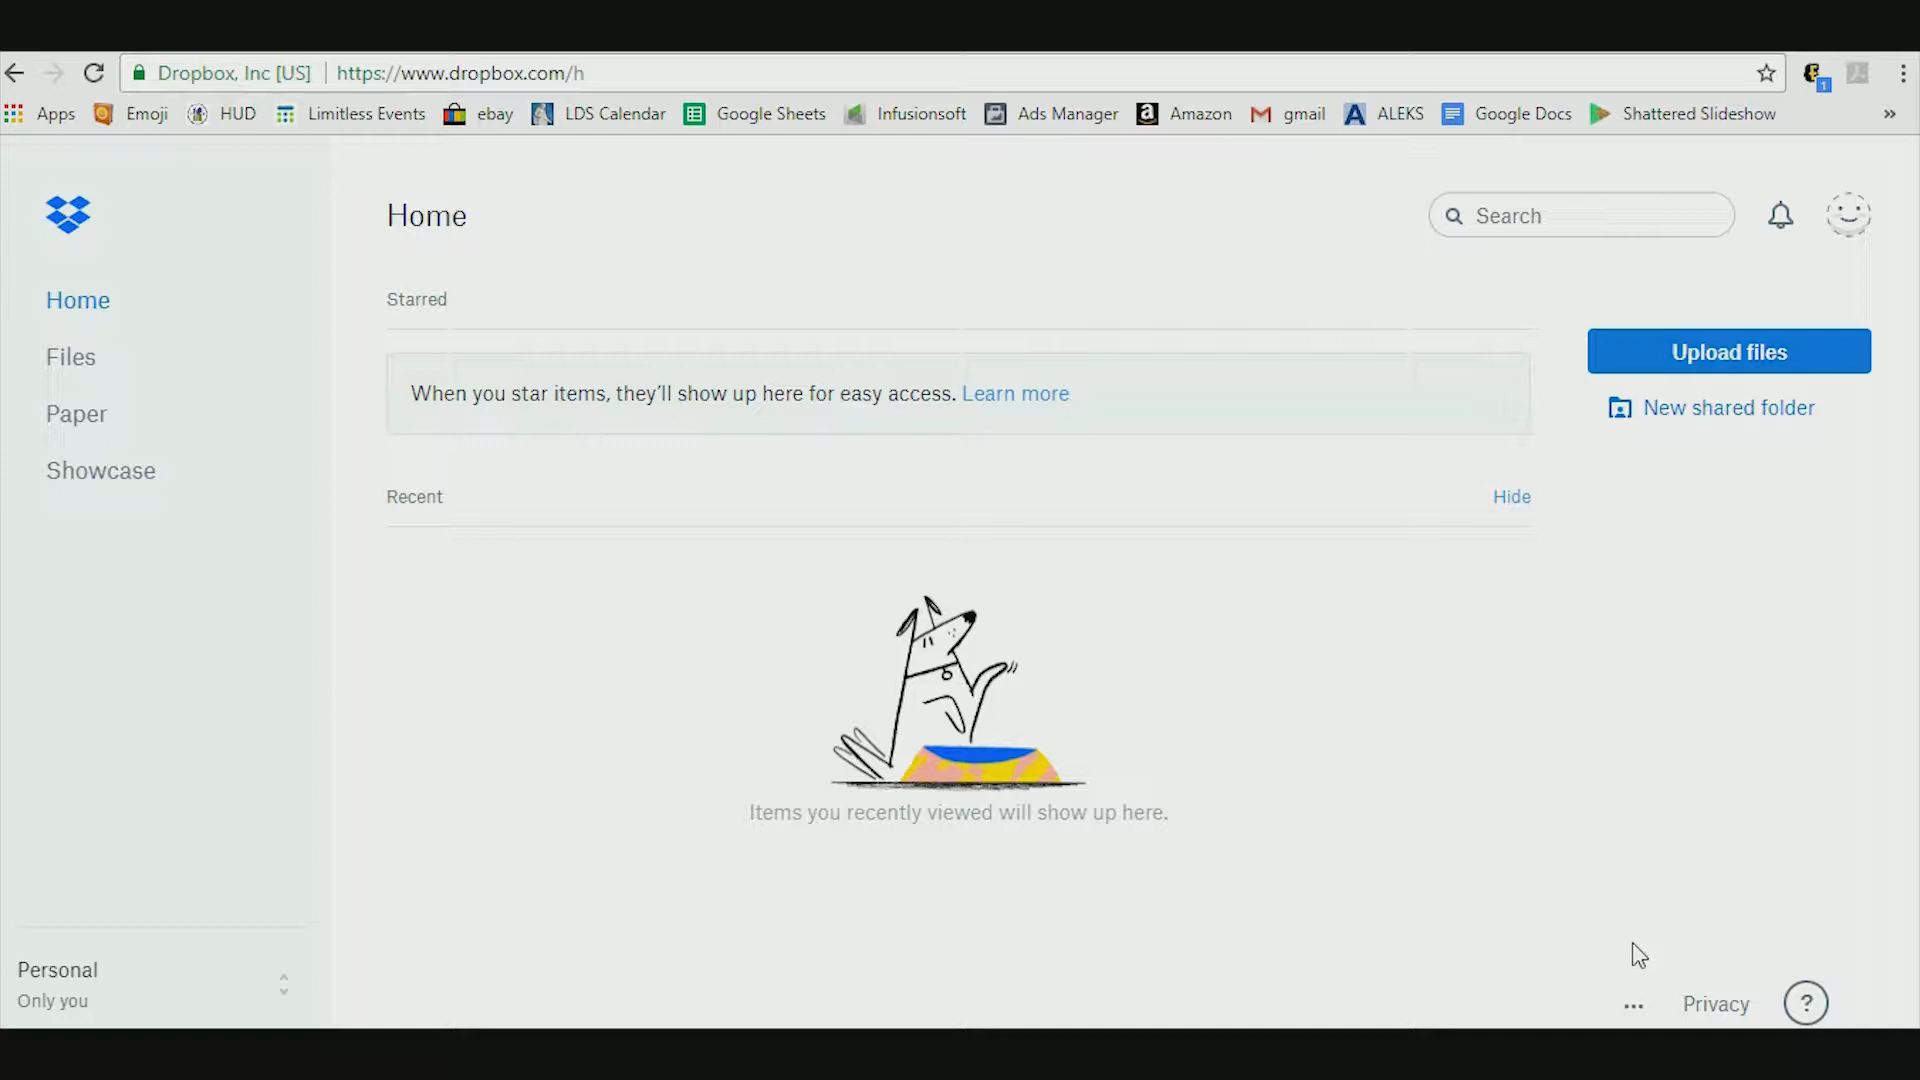 Dropbox, Inc [US] https://www.dropbox.com/h
1
Apps Emoji HUD Limitless Events ebay LDS Calendar Google Sheets Infusionsoft Ads Manager Amazon gmail ALEKS Google Docs Shattered Slideshow »
Home
Search
Home
Files
Paper
Showcase
Starred
When you star items, they'll show up here for easy access. Learn more
Upload files
New shared folder
Recent
Hide
Items you recently viewed will show up here.
Personal
Only you
... Privacy ?